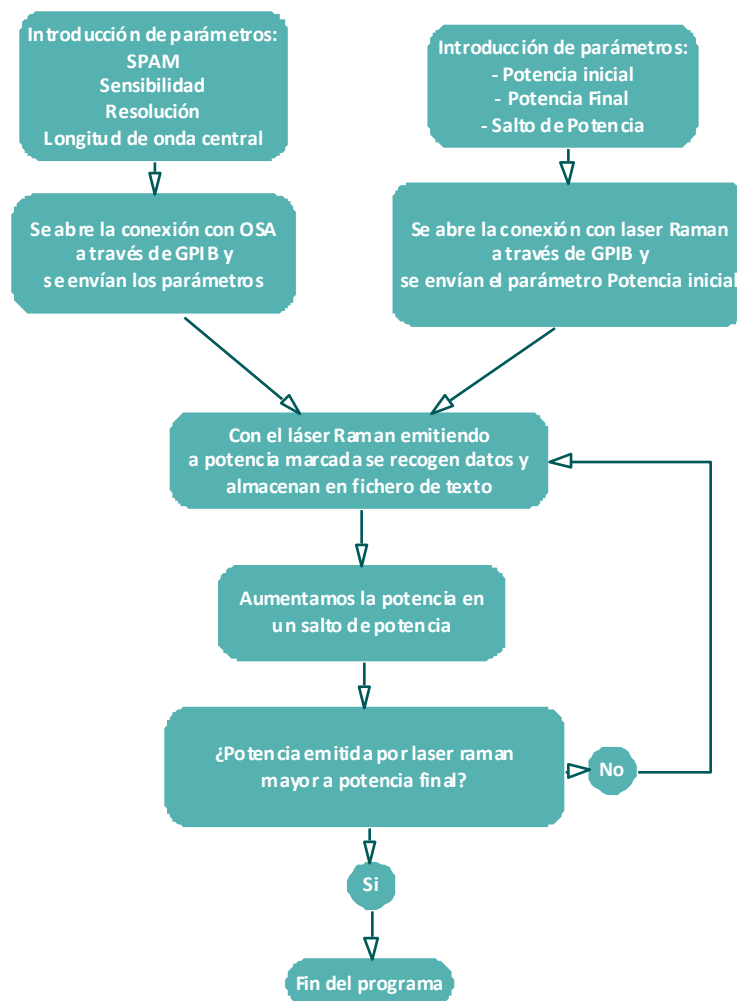 Introducción de parámetros:
SPAM
Sensibilidad
Resolución
Longitud de onda central
Introducción de parámetros:
- Potencia inicial
- Potencia Final
- Salto de Potencia
Se abre la conexión con OSA
a través de GPIB y
se envían los parámetros
Se abre la conexión con laser Raman
a través de GPIB y
se envían el parámetro Potencia inicial
Con el láser Raman emitiendo
a potencia marcada se recogen datos y
almacenan en fichero de texto
Aumentamos la potencia en
un salto de potencia
¿Potencia emitida por laser raman
mayor a potencia final?
No
Si
Fin del programa